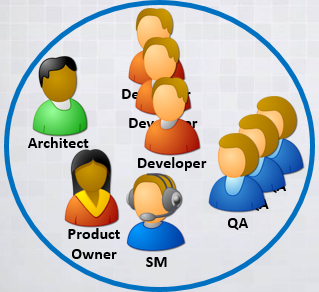 Architect
Developer
Product
Owner
SM
QA